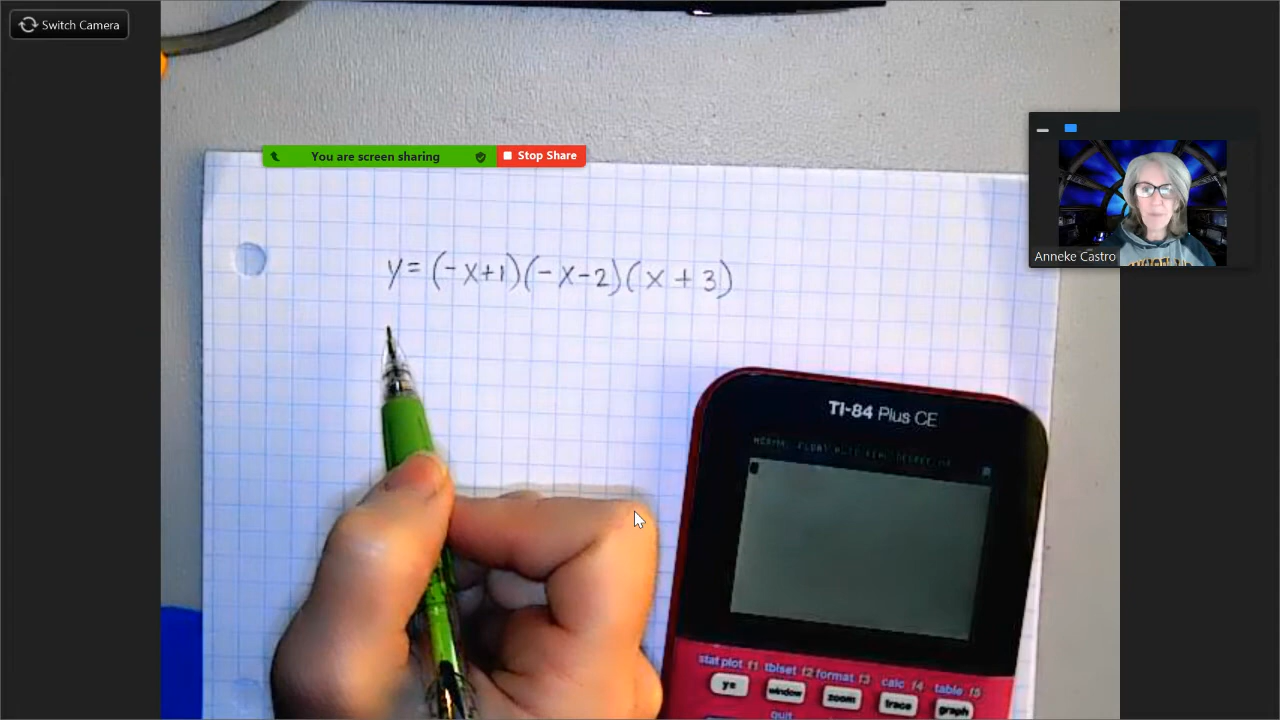 Switch Camera
You are screen sharing
Stop Share
Anneke Castro
y = (-x+1)(-x-2)(x+3)
TI-84 Plus CE
stat plot f1 tblset f2 format f3 calc f4 table f5
y= window zoom trace graph
quit